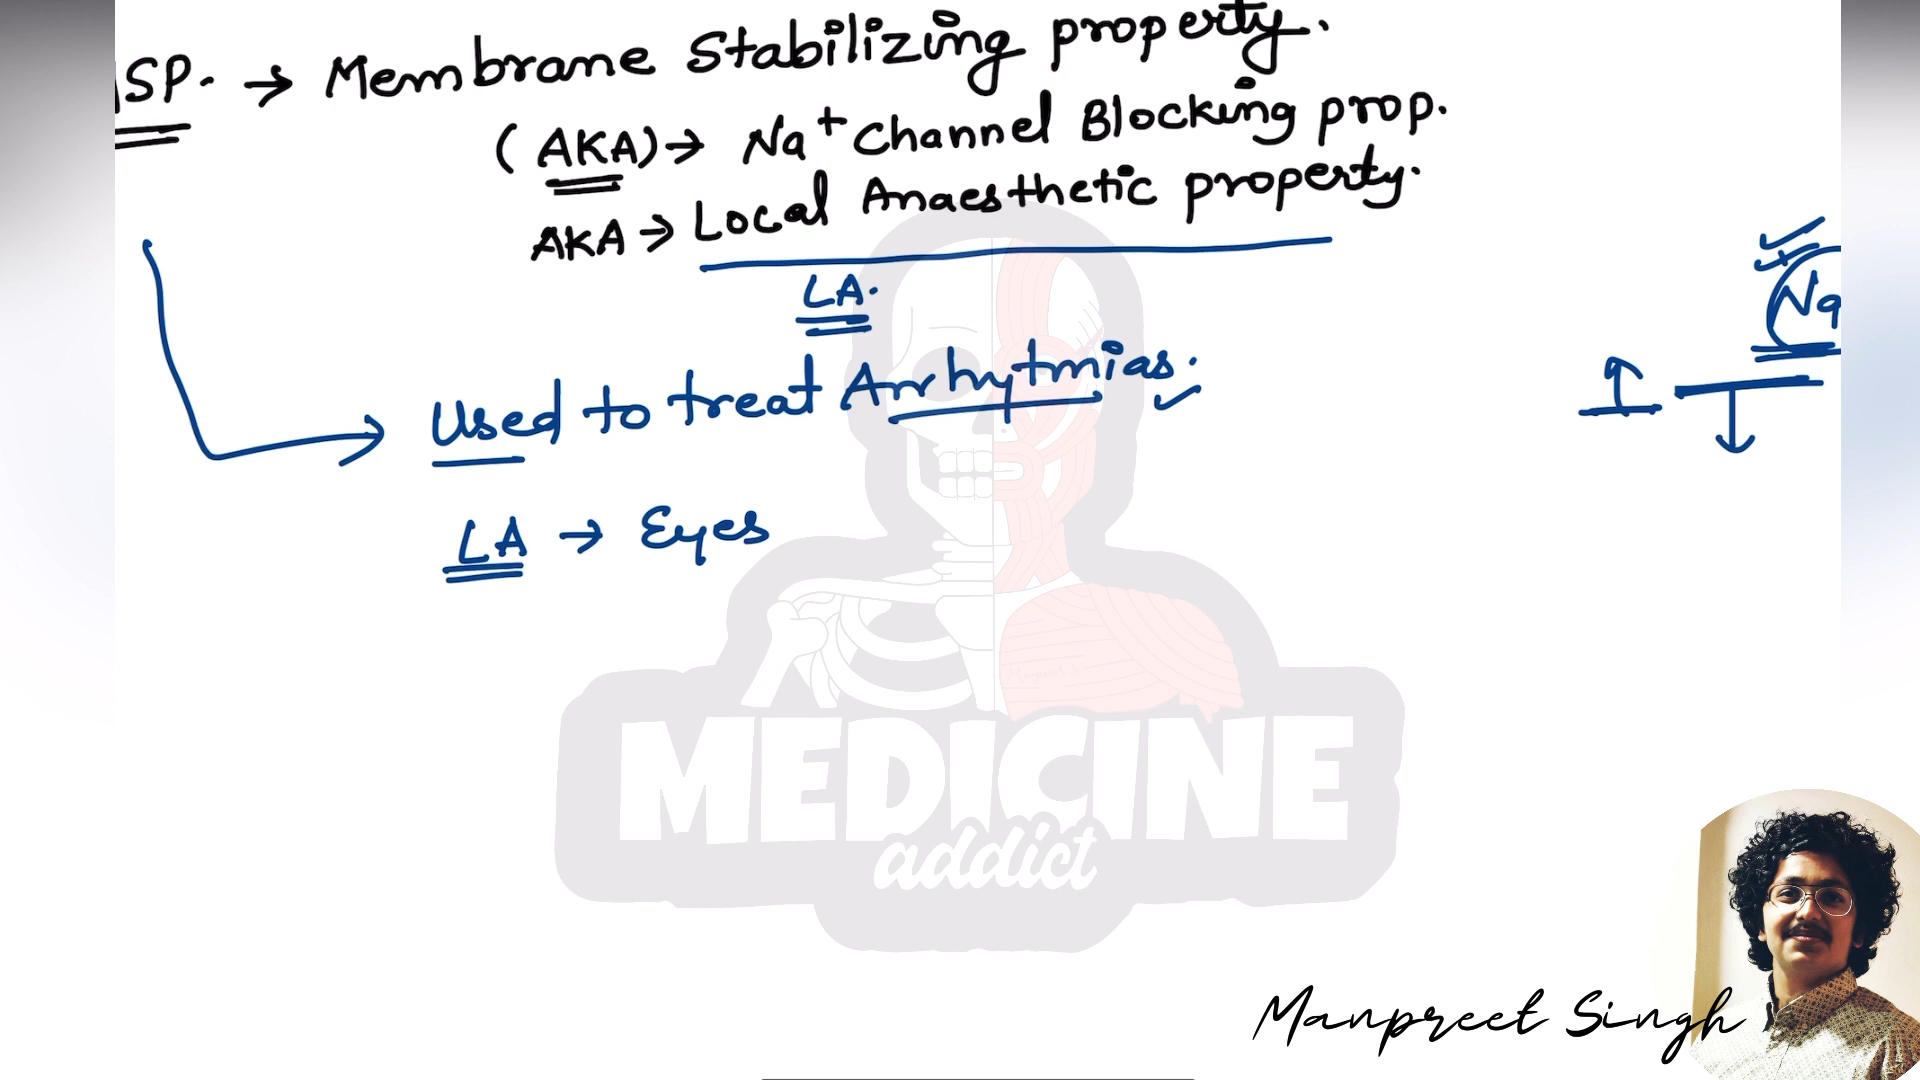 SP. → Membrane Stabilizing property.
(AKA) → Na+ Channel Blocking prop.
AKA → Local Anaesthetic property.
LA.
Na
Used to treat Arrhytmias.
LA → Eyes
MEDICINE
addict
Manpreet Singh